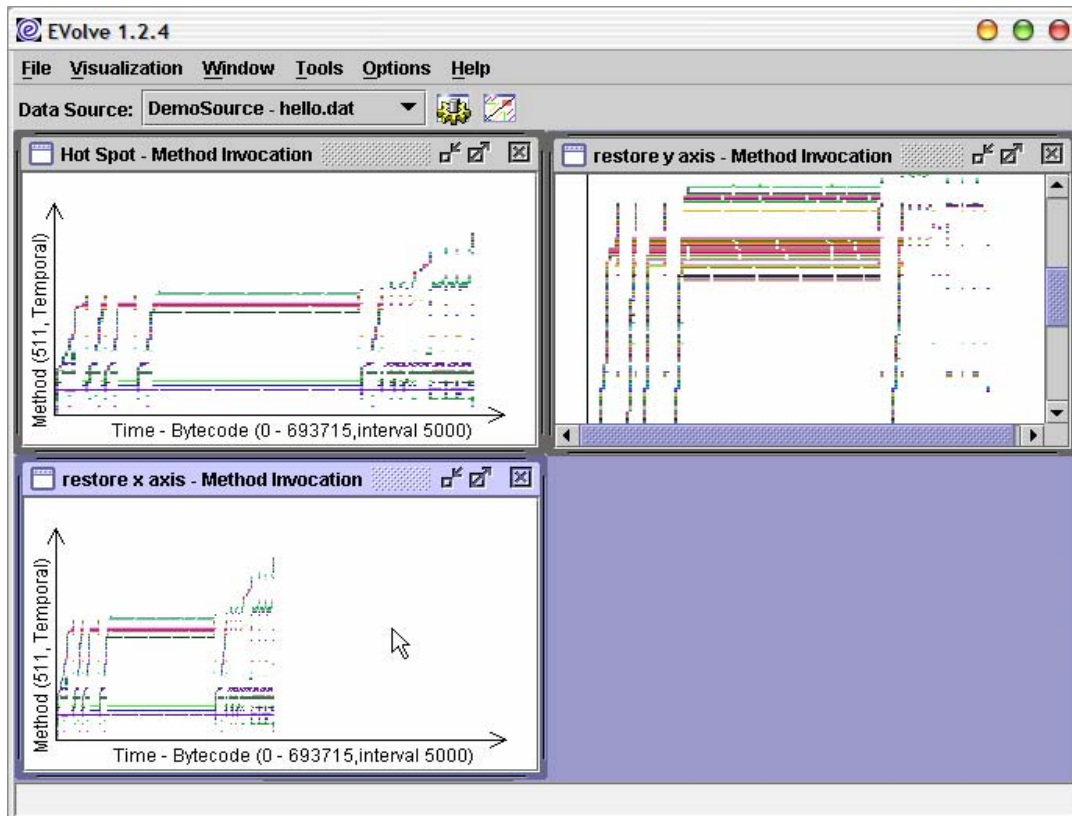 EVolve 1.2.4
File Visualization Window Tools Options Help
Data Source: DemoSource - hello.dat
Hot Spot - Method Invocation
Method (511, Temporal)
Time - Bytecode (0 - 693715,interval 5000)
restore y axis - Method Invocation
restore x axis - Method Invocation
Method (511, Temporal)
Time - Bytecode (0 - 693715,interval 5000)